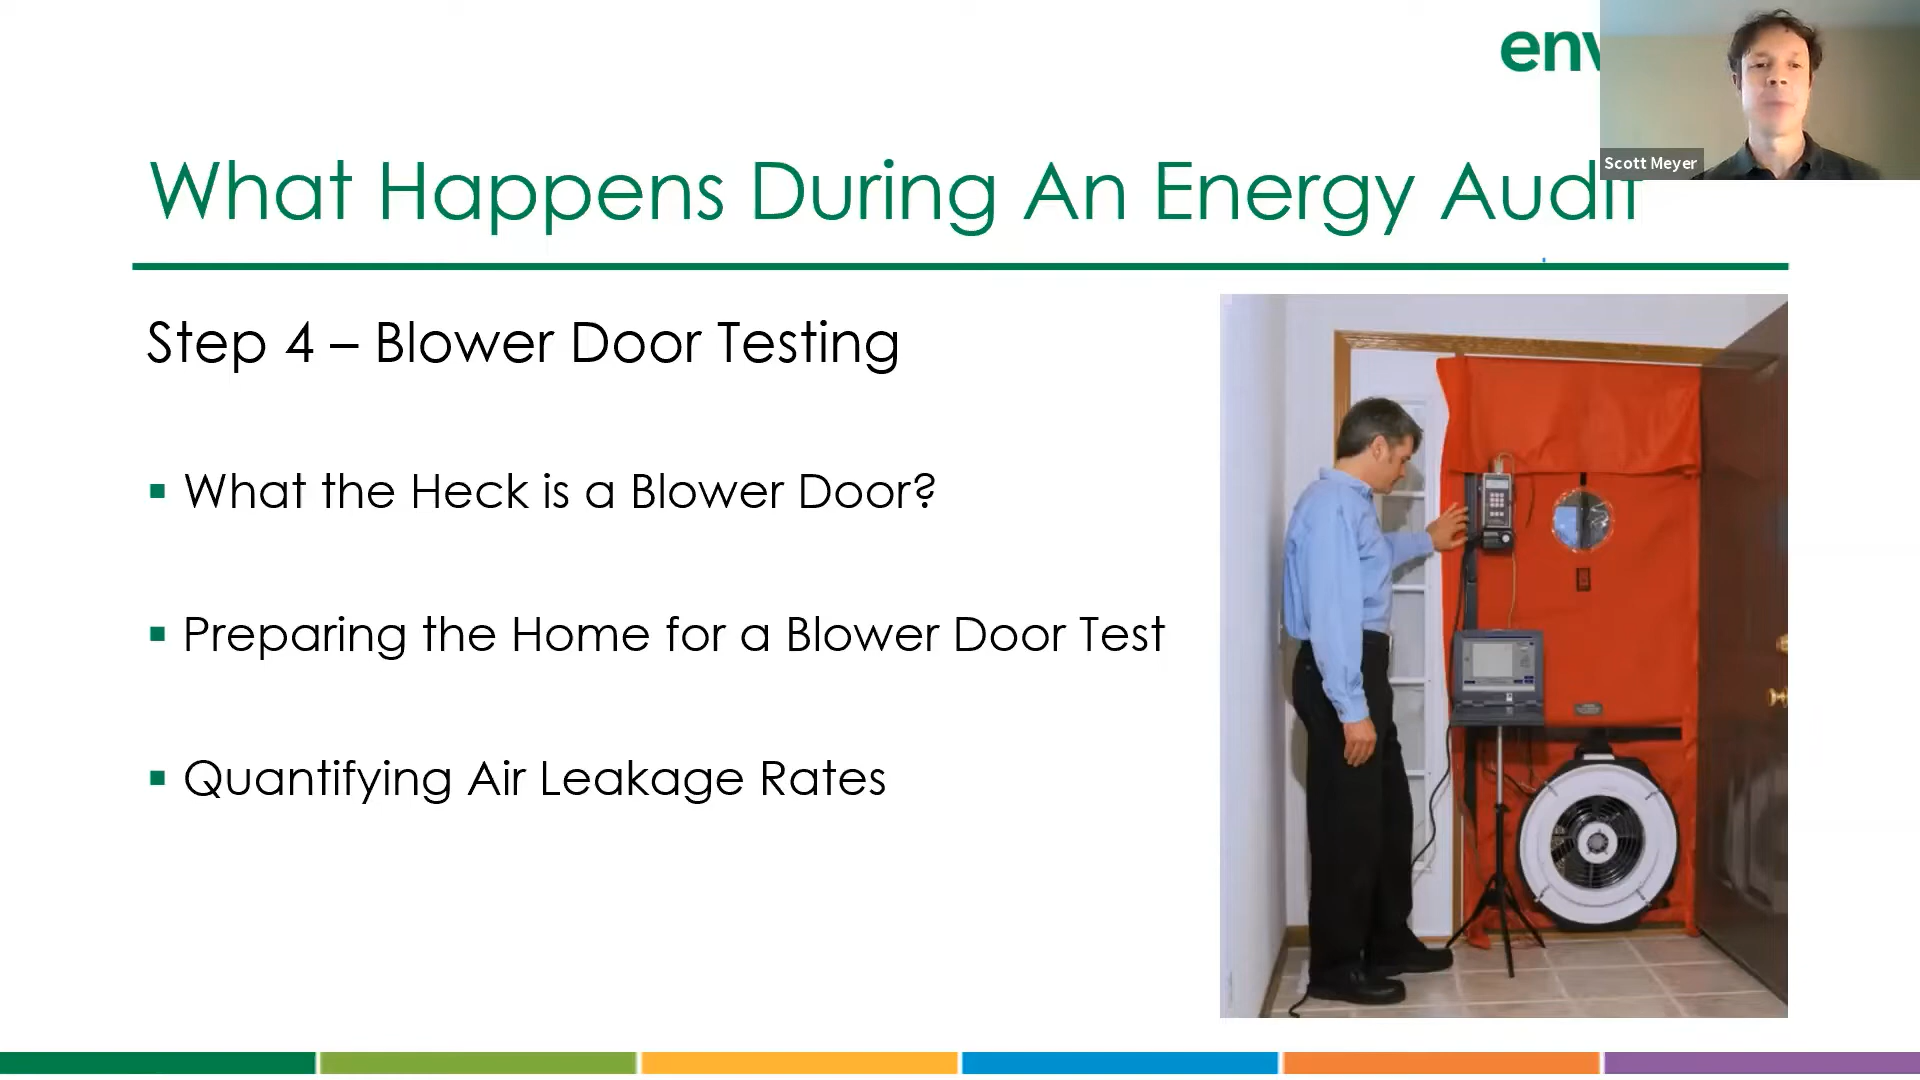 env
Scott Meyer
What Happens During An Energy Audit
Step 4 – Blower Door Testing
▪ What the Heck is a Blower Door?
▪ Preparing the Home for a Blower Door Test
▪ Quantifying Air Leakage Rates